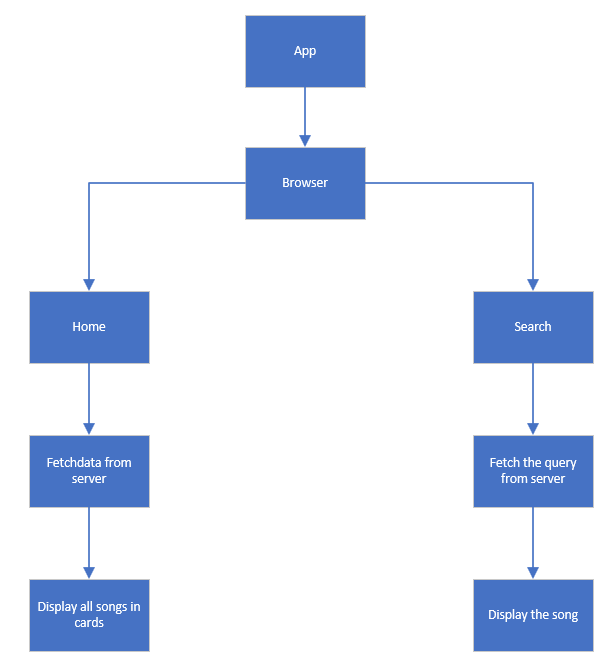 App
Browser
Home
Search
Fetchdata from
server
Fetch the query
from server
Display all songs in
cards
Display the song